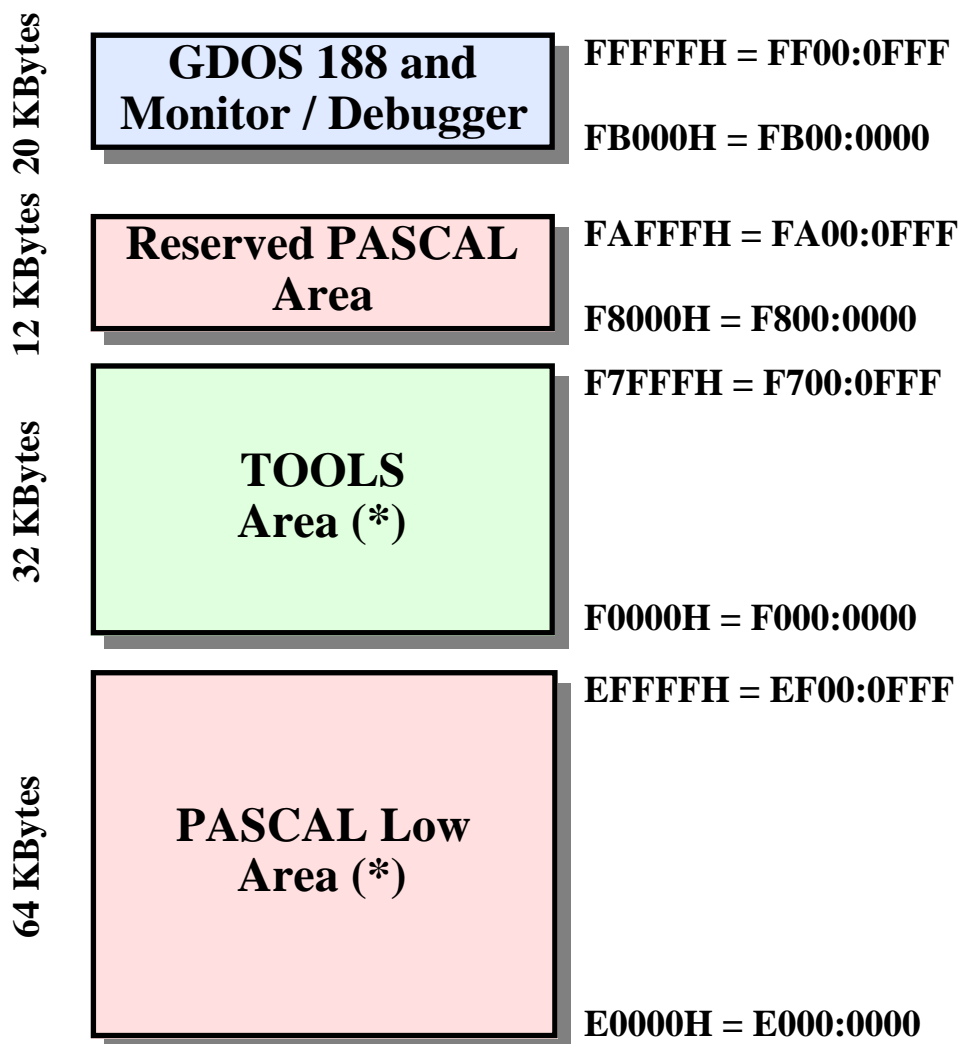 20 KBytes
GDOS 188 and
Monitor / Debugger
FFFFFH = FF00:0FFF
FB000H = FB00:0000
12 KBytes
Reserved PASCAL
Area
FAFFFH = FA00:0FFF
F8000H = F800:0000
32 KBytes
TOOLS
Area (*)
F7FFFH = F700:0FFF
F0000H = F000:0000
64 KBytes
PASCAL Low
Area (*)
EFFFFH = EF00:0FFF
E0000H = E000:0000